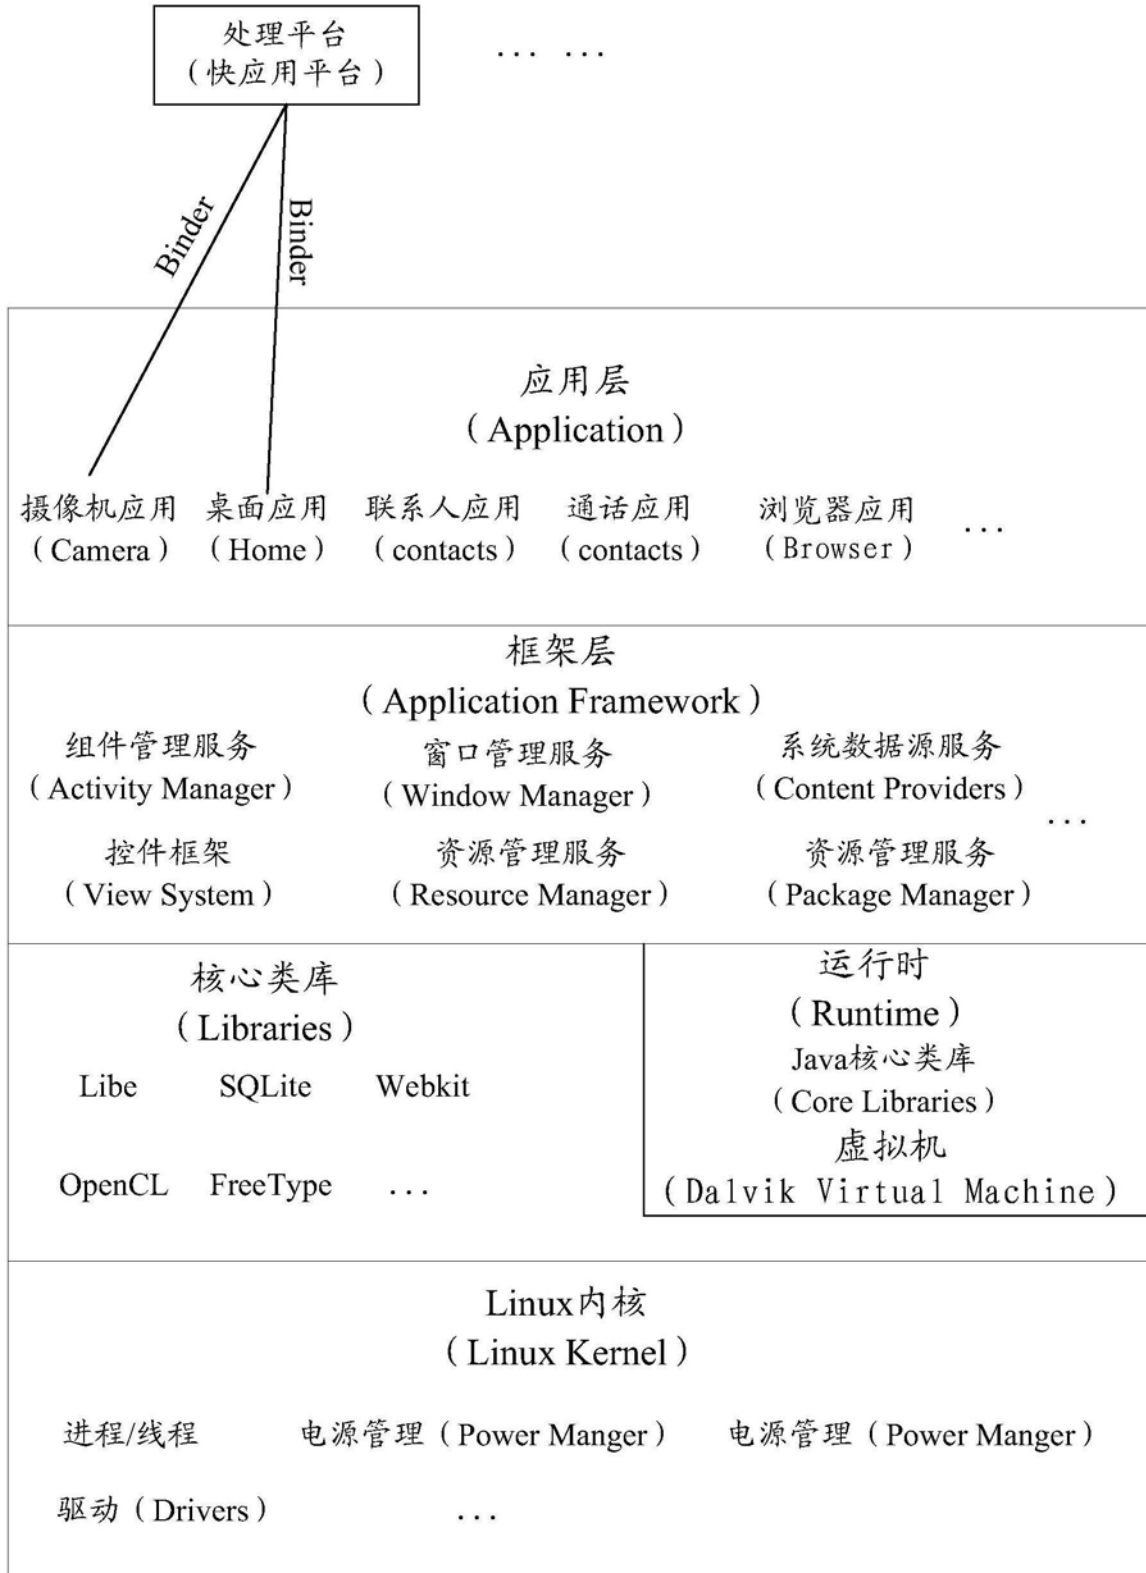 处理平台
（快应用平台）
... ...
Binder
Binder
应用层
（Application）
摄像机应用 桌面应用 联系人应用 通话应用 浏览器应用
（Camera）（Home）（contacts）（contacts）（Browser） ...
框架层
（Application Framework）
组件管理服务 窗口管理服务 系统数据源服务
（Activity Manager） （Window Manager） （Content Providers）
...
控件框架 资源管理服务 资源管理服务
（View System） （Resource Manager） （Package Manager）
核心类库
（Libraries）
Libe SQLite Webkit
OpenCL FreeType ...
运行时
（Runtime）
Java核心类库
（Core Libraries）
虚拟机
（Dalvik Virtual Machine）
Linux内核
（Linux Kernel）
进程/线程 电源管理（Power Manger） 电源管理（Power Manger）
驱动（Drivers） ...